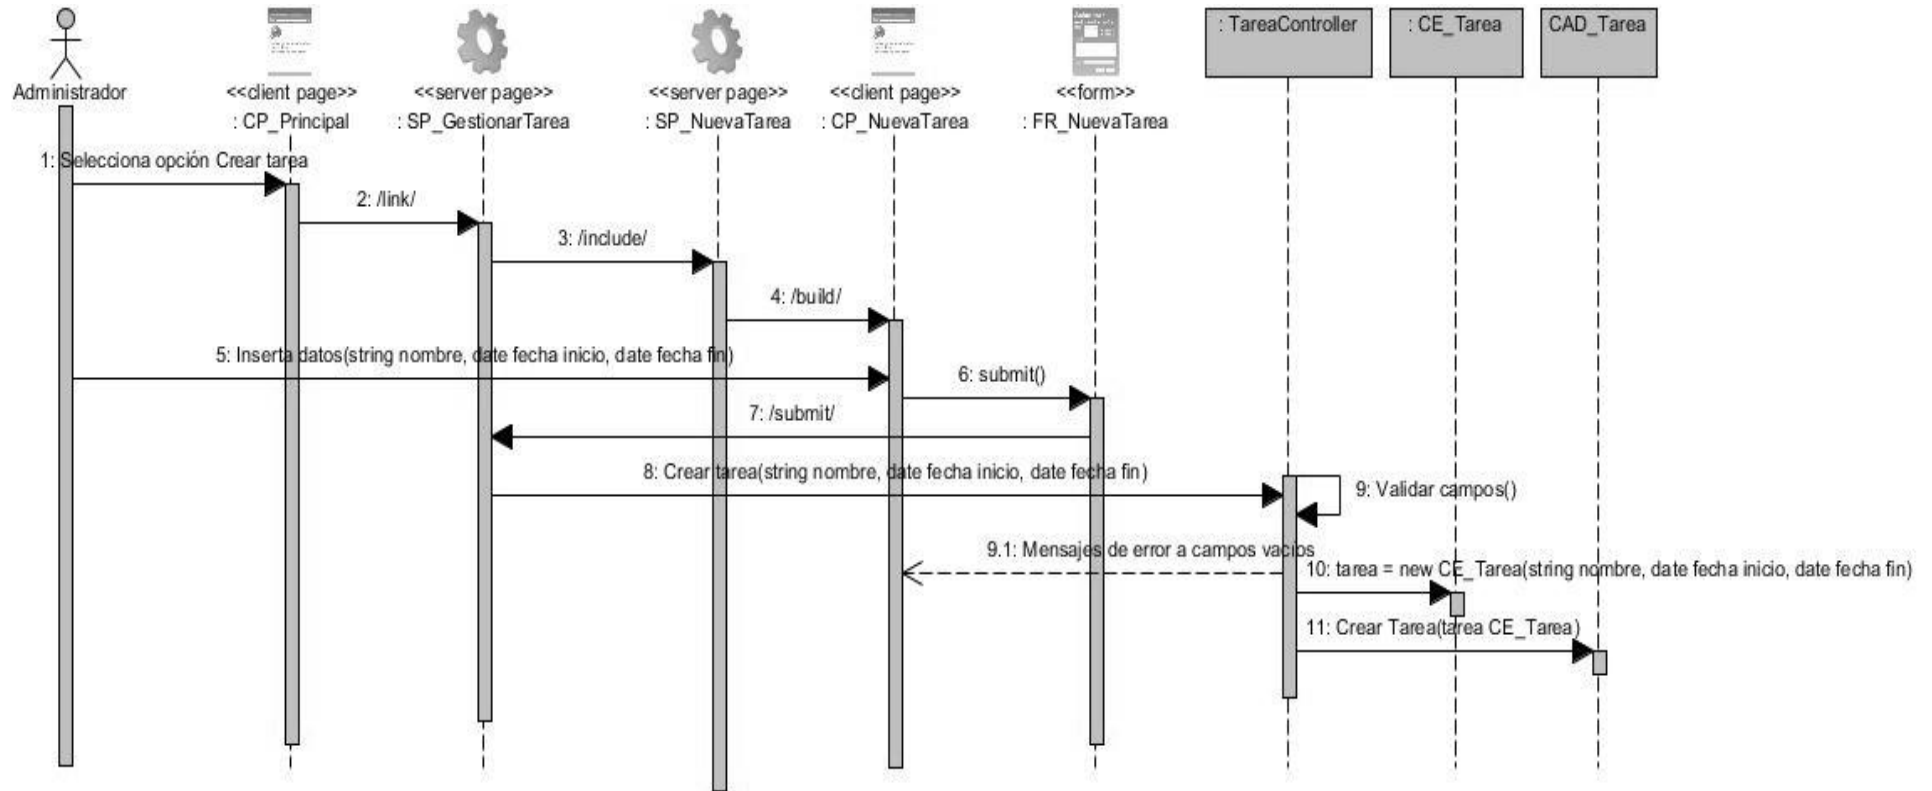 : TareaController
: CE_Tarea
CAD_Tarea
Administrador
<<client page>>
: CP_Principal
<<server page>>
: SP_GestionarTarea
<<server page>>
: SP_NuevaTarea
<<client page>>
: CP_NuevaTarea
<<form>>
: FR_NuevaTarea
1: Selecciona opción Crear tarea
2: /link/
3: /include/
4: /build/
5: Inserta datos(string nombre, date fecha inicio, date fecha fin)
6: submit()
7: /submit/
8: Crear tarea(string nombre, date fecha inicio, date fecha fin)
9: Validar campos()
9.1: Mensajes de error a campos vacíos
10: tarea = new CE_Tarea(string nombre, date fecha inicio, date fecha fin)
11: Crear Tarea(tarea CE_Tarea)